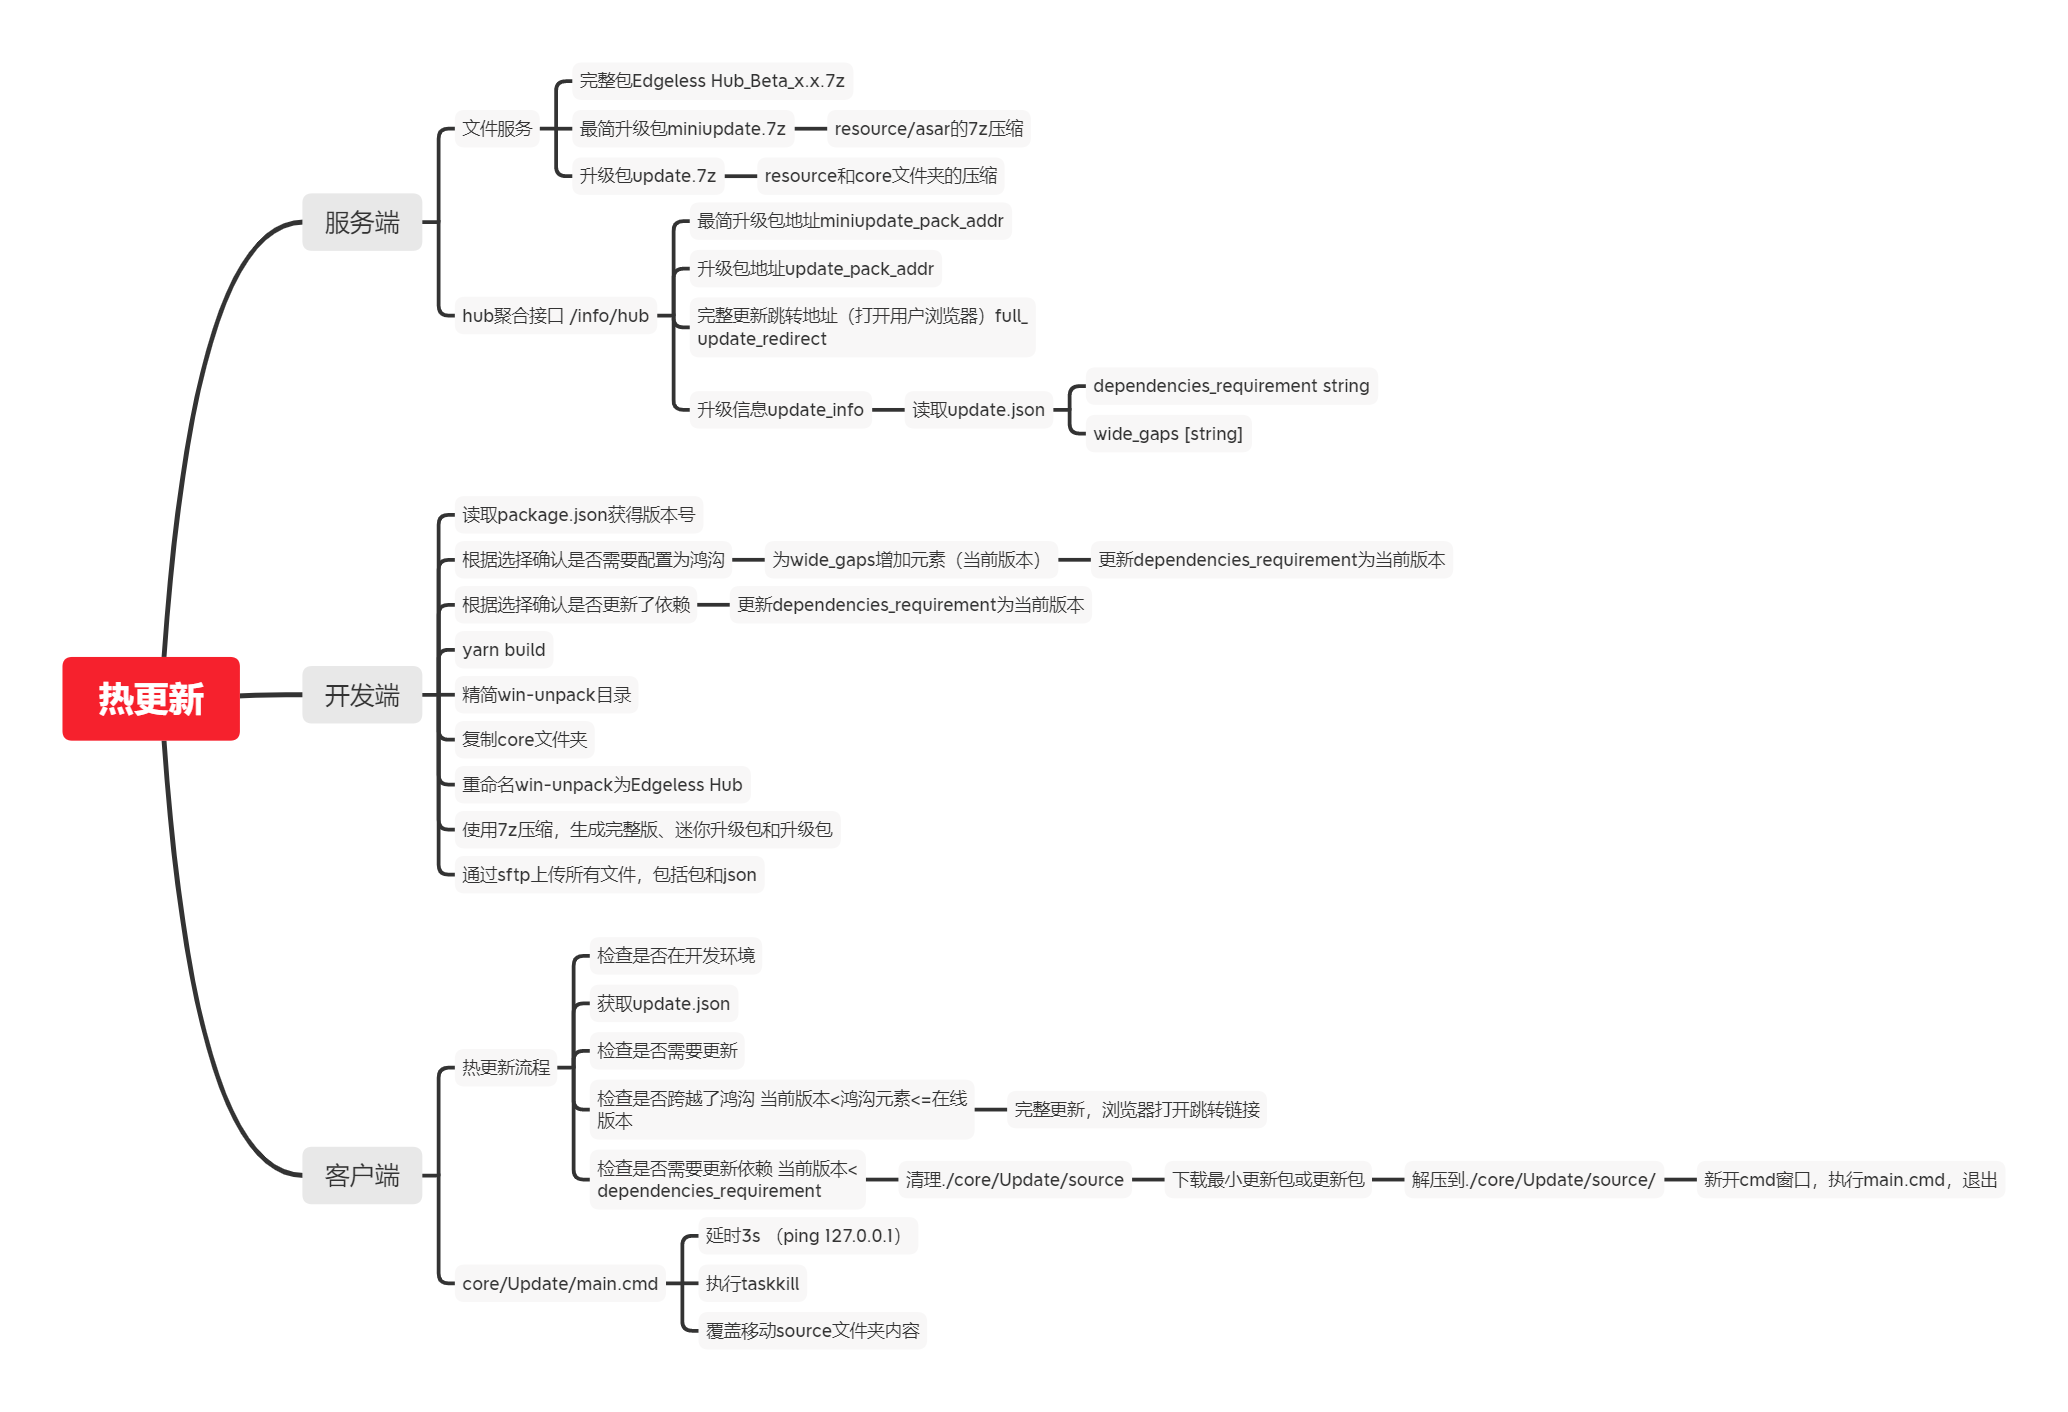 热更新
服务端
文件服务
完整包Edgeless Hub_Beta_x.x.7z
最简升级包miniupdate.7z
resource/asar的7z压缩
升级包update.7z
resource和core文件夹的压缩
hub聚合接口 /info/hub
最简升级包地址miniupdate_pack_addr
升级包地址update_pack_addr
完整更新跳转地址（打开用户浏览器）full_
update_redirect
升级信息update_info
读取update.json
dependencies_requirement string
wide_gaps [string]
开发端
读取package.json获得版本号
根据选择确认是否需要配置为鸿沟
为wide_gaps增加元素（当前版本）
更新dependencies_requirement为当前版本
根据选择确认是否更新了依赖
更新dependencies_requirement为当前版本
yarn build
精简win-unpack目录
复制core文件夹
重命名win-unpack为Edgeless Hub
使用7z压缩，生成完整版、迷你升级包和升级包
通过sftp上传所有文件，包括包和json
客户端
热更新流程
检查是否在开发环境
获取update.json
检查是否需要更新
检查是否跨越了鸿沟 当前版本<鸿沟元素<=在线
版本
完整更新，浏览器打开跳转链接
检查是否需要更新依赖 当前版本<
dependencies_requirement
清理./core/Update/source
下载最小更新包或更新包
解压到./core/Update/source/
新开cmd窗口，执行main.cmd，退出
core/Update/main.cmd
延时3s （ping 127.0.0.1）
执行taskkill
覆盖移动source文件夹内容